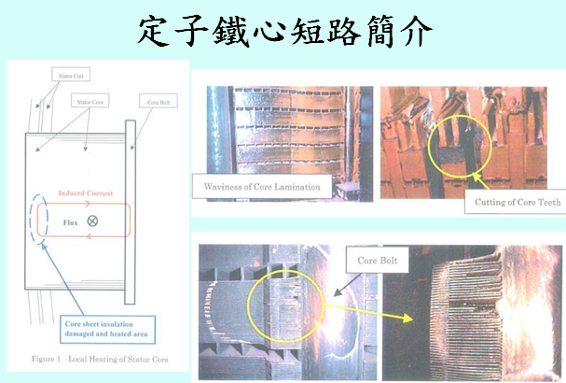 定子鐵心短路簡介
Stator Coil
Stator Core
Core Bolt
Induced Current
Flux
Core sheet insulation
damaged and heated area
Figure 1 Local Heating of Stator Core
Waviness of Core Lamination
Cutting of Core Teeth
Core Bolt